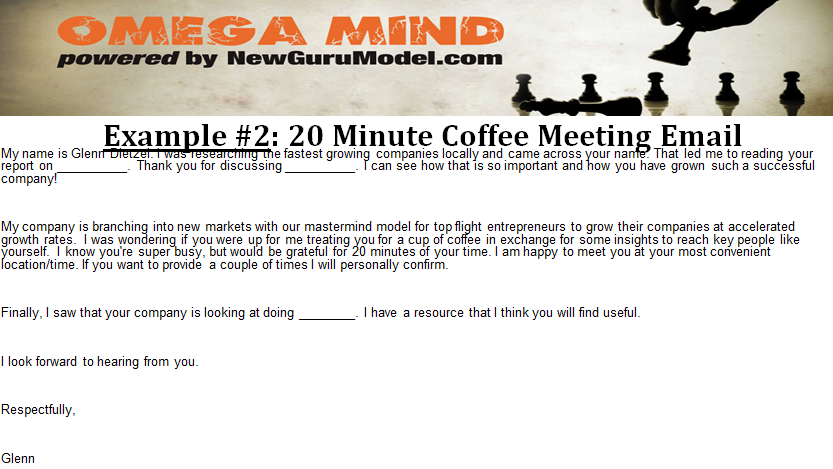 OMEGA MIND
powered by NewGuruModel.com
Example #2: 20 Minute Coffee Meeting Email
My name is Glenn Dietzel. I was researching the fastest growing companies locally and came across your name. That led me to reading your
report on __________. Thank you for discussing __________. I can see how that is so important and how you have grown such a successful
company!
My company is branching into new markets with our mastermind model for top flight entrepreneurs to grow their companies at accelerated
growth rates. I was wondering if you were up for me treating you for a cup of coffee in exchange for some insights to reach key people like
yourself. I know you're super busy, but would be grateful for 20 minutes of your time. I am happy to meet you at your most convenient
location/time. If you want to provide a couple of times I will personally confirm.
Finally, I saw that your company is looking at doing ________. I have a resource that I think you will find useful.
I look forward to hearing from you.
Respectfully,
Glenn